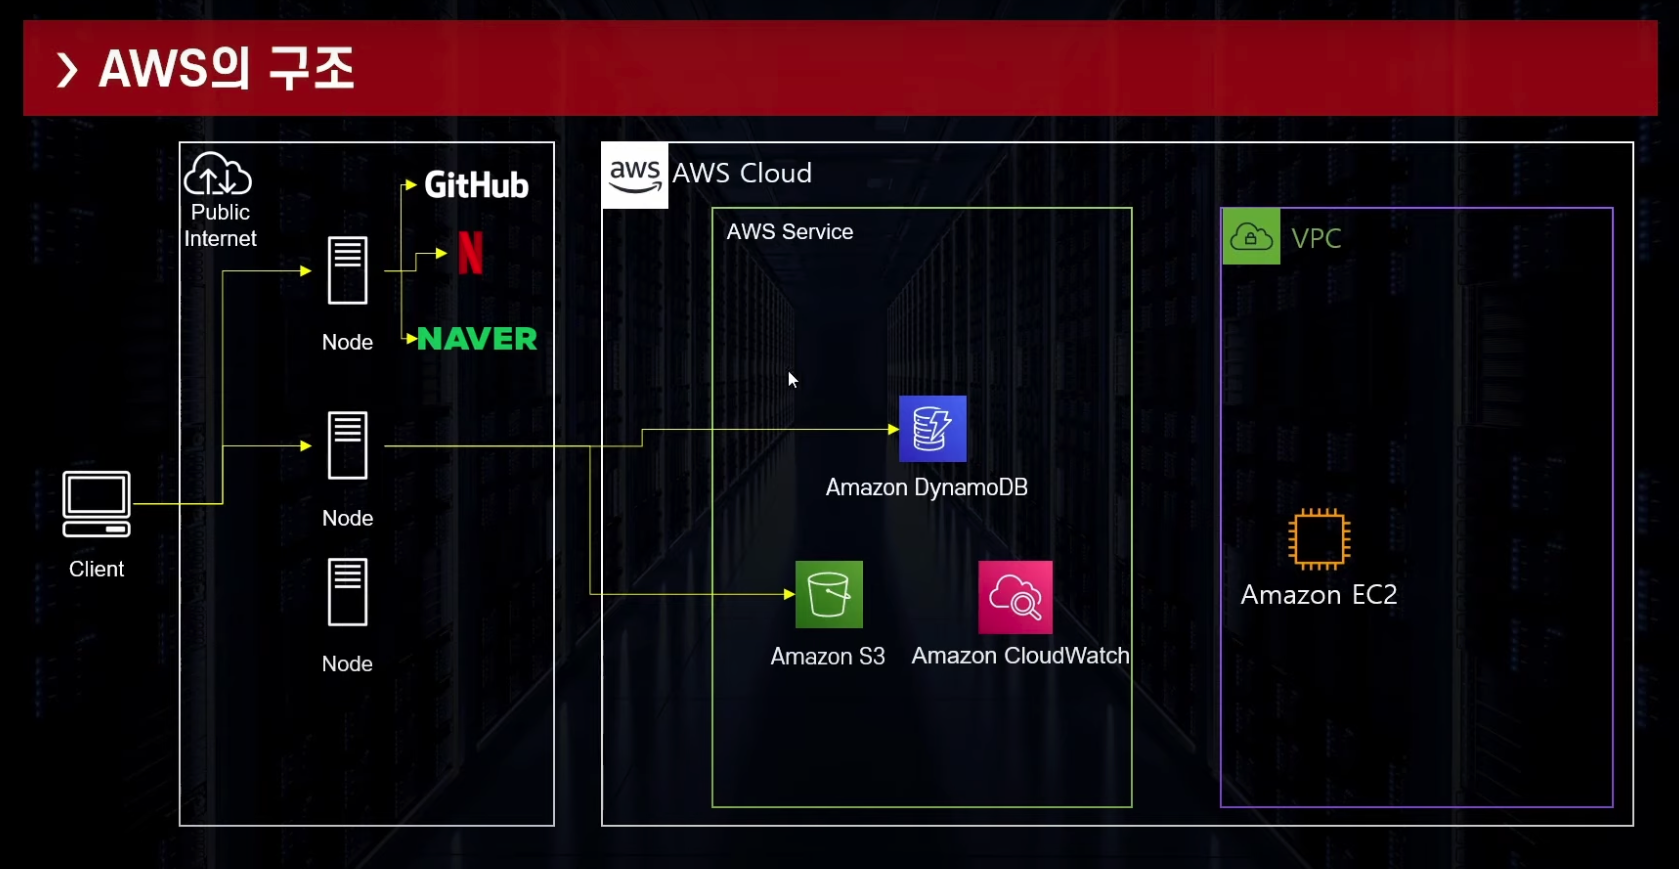 › AWS의 구조
Public
Internet
GitHub
N
NAVER
Node
Node
Node
Client
aws
AWS Cloud
AWS Service
Amazon DynamoDB
Amazon S3
Amazon CloudWatch
VPC
Amazon EC2